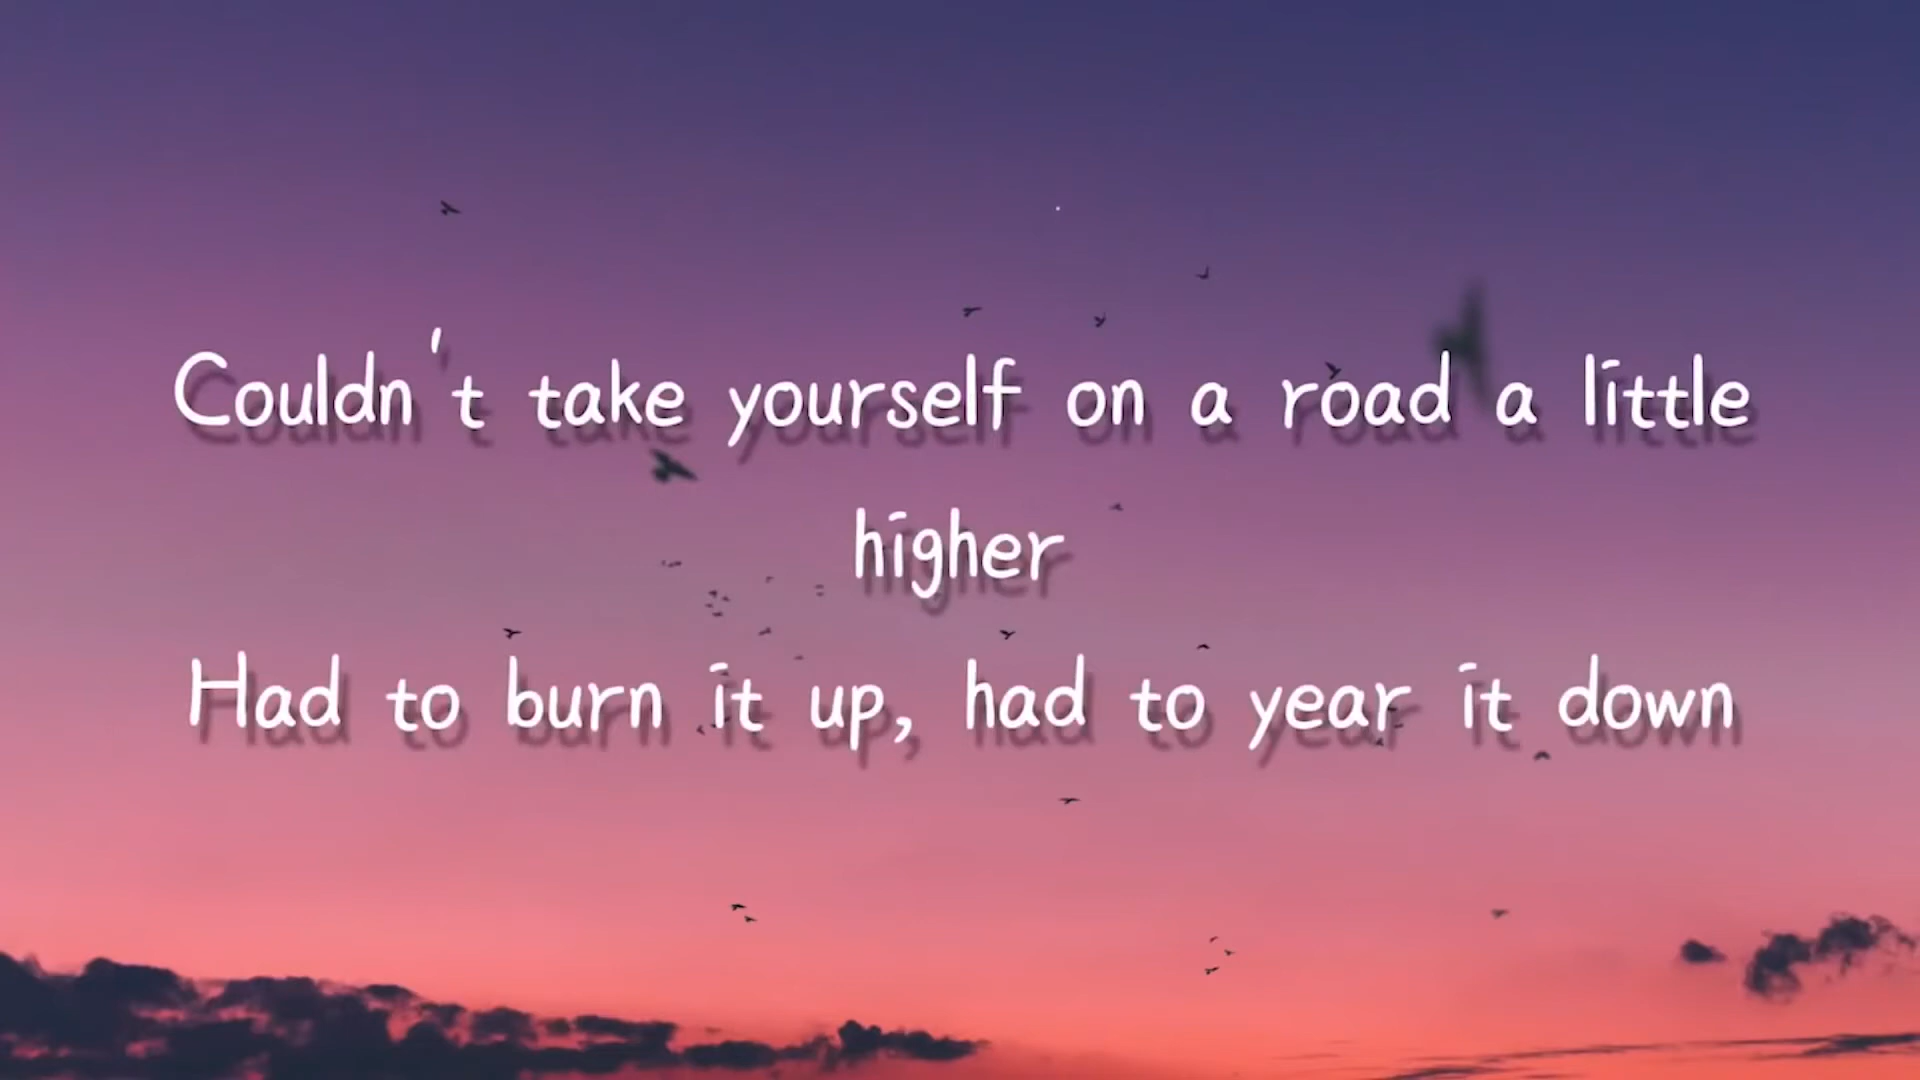 Couldn't take yourself on a road a little
higher
Had to burn it up, had to year it down